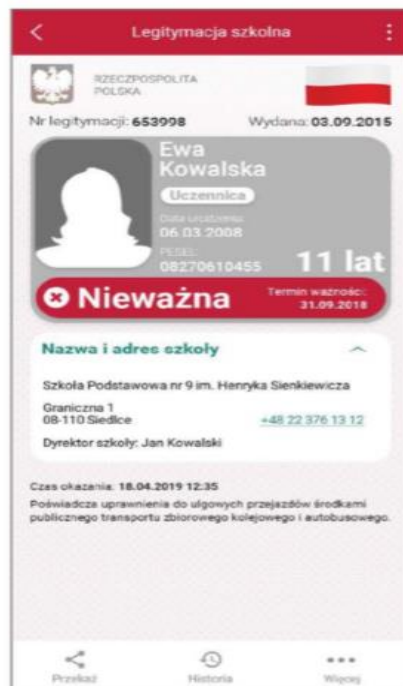 Legitymacja szkolna
RZECZPOSPOLITA
POLSKA
Nr legitymacji: 653998 Wydana: 03.09.2015
Ewa
Kowalska
Uczennica
Data urodzenia:
06.03.2008
PESEL:
08270610455
11 lat
Nieważna
Termin ważności:
31.09.2018
Nazwa i adres szkoły
Szkoła Podstawowa nr 9 im. Henryka Sienkiewicza
Graniczna 1
08-110 Siedlce +48 22 376 13 12
Dyrektor szkoły: Jan Kowalski
Czas okazania: 18.04.2019 12:35
Poświadcza uprawnienia do ulgowych przejazdów środkami
publicznego transportu zbiorowego kolejowego i autobusowego.
Przekaż Historia Więcej